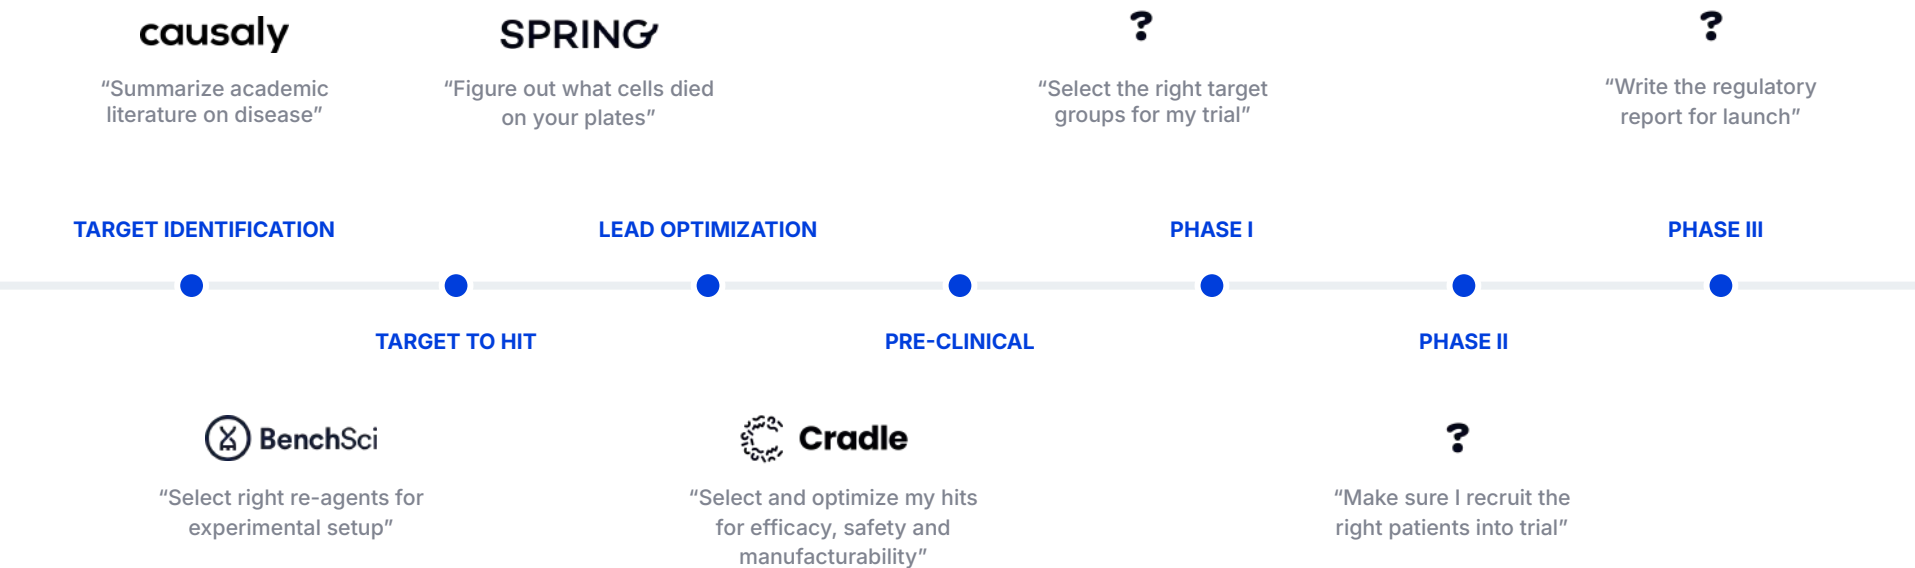 causaly
SPRING
?
?
“Summarize academic
literature on disease”
“Figure out what cells died
on your plates”
“Select the right target
groups for my trial”
“Write the regulatory
report for launch”
TARGET IDENTIFICATION
LEAD OPTIMIZATION
PHASE I
PHASE III
TARGET TO HIT
PRE-CLINICAL
PHASE II
BenchSci
Cradle
?
“Select right re-agents for
experimental setup”
“Select and optimize my hits
for efficacy, safety and
manufacturability”
“Make sure I recruit the
right patients into trial”